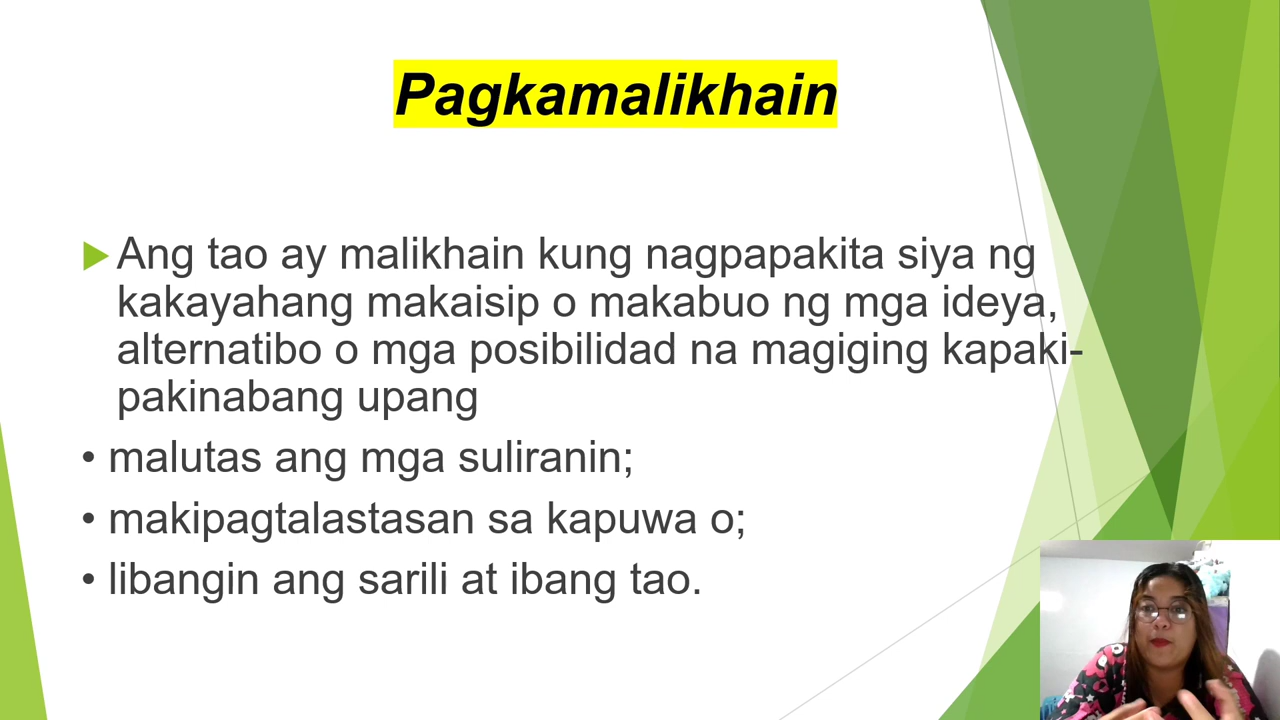 Pagkamalikhain
Ang tao ay malikhain kung nagpapakita siya ng
kakayahang makaisip o makabuo ng mga ideya,
alternatibo o mga posibilidad na magiging kapaki-
pakinabang upang
• malutas ang mga suliranin;
• makipagtalastasan sa kapuwa o;
• libangin ang sarili at ibang tao.